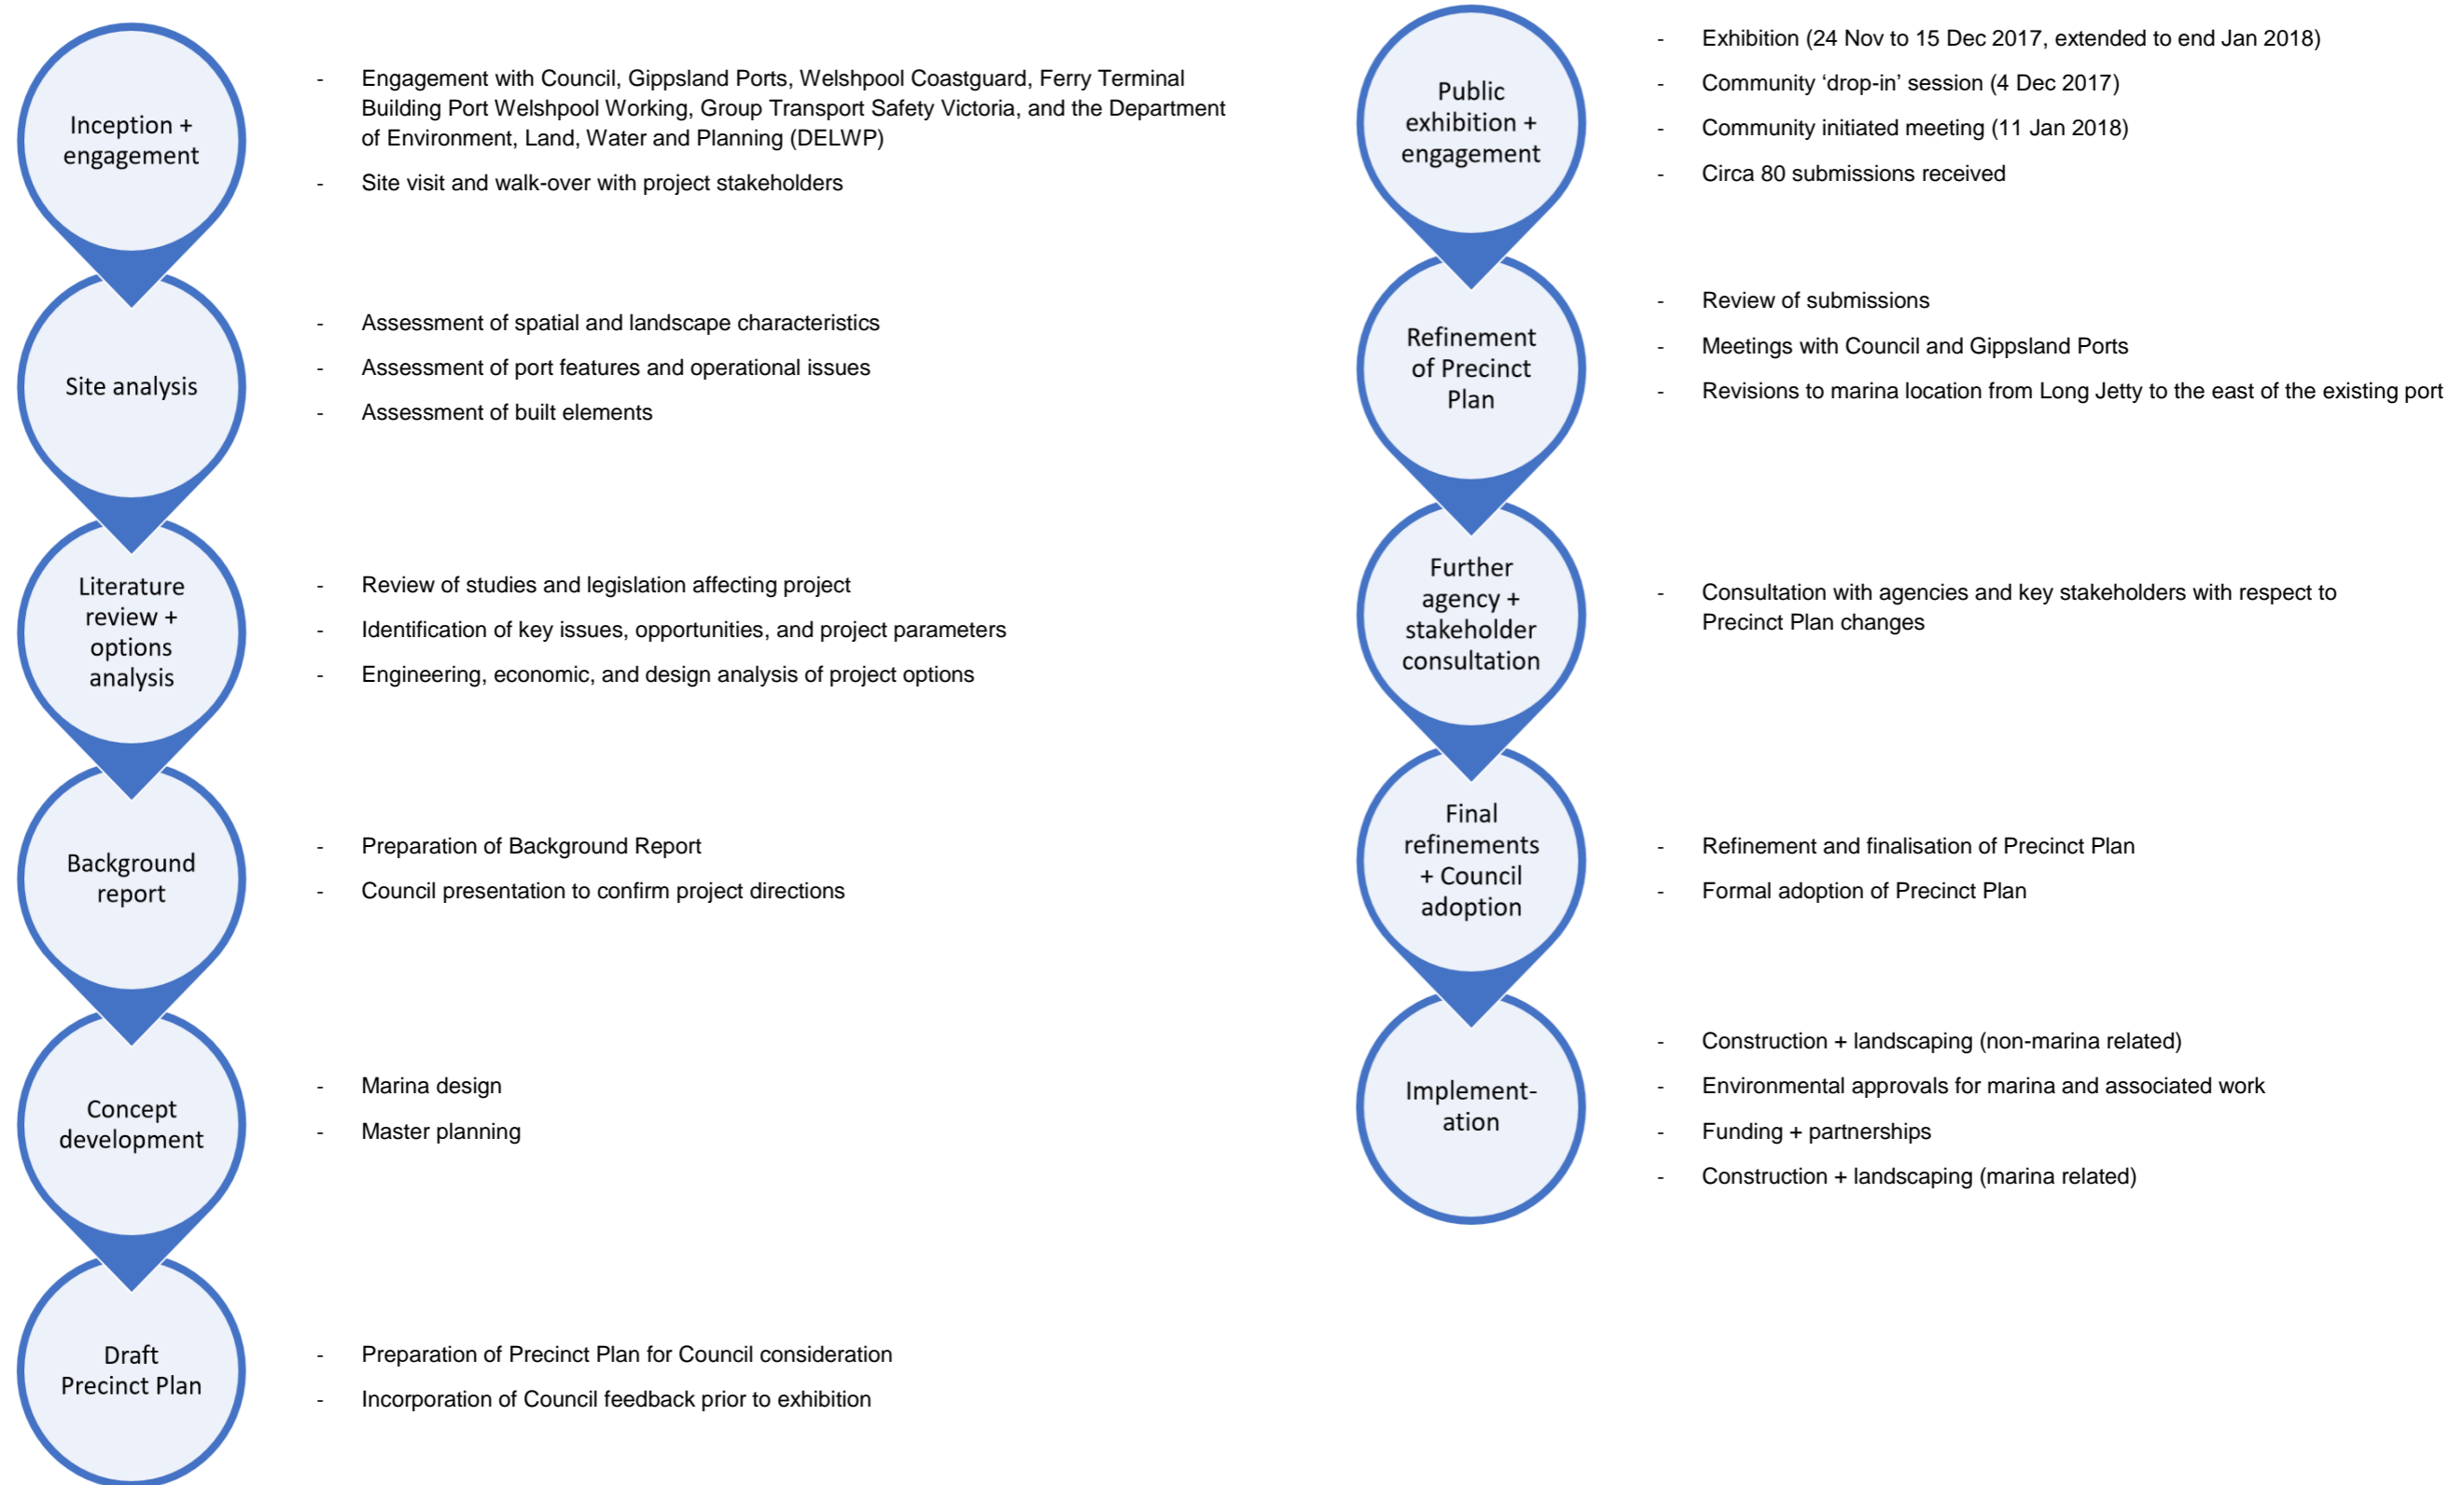 Inception +
engagement
- Engagement with Council, Gippsland Ports, Welshpool Coastguard, Ferry Terminal
Building Port Welshpool Working, Group Transport Safety Victoria, and the Department
of Environment, Land, Water and Planning (DELWP)
- Site visit and walk-over with project stakeholders
Site analysis
- Assessment of spatial and landscape characteristics
- Assessment of port features and operational issues
- Assessment of built elements
Literature
review +
options
analysis
- Review of studies and legislation affecting project
- Identification of key issues, opportunities, and project parameters
- Engineering, economic, and design analysis of project options
Background
report
- Preparation of Background Report
- Council presentation to confirm project directions
Concept
development
- Marina design
- Master planning
Draft
Precinct Plan
- Preparation of Precinct Plan for Council consideration
- Incorporation of Council feedback prior to exhibition
Public
exhibition +
engagement
- Exhibition (24 Nov to 15 Dec 2017, extended to end Jan 2018)
- Community ‘drop-in’ session (4 Dec 2017)
- Community initiated meeting (11 Jan 2018)
- Circa 80 submissions received
Refinement
of Precinct
Plan
- Review of submissions
- Meetings with Council and Gippsland Ports
- Revisions to marina location from Long Jetty to the east of the existing port
Further
agency +
stakeholder
consultation
- Consultation with agencies and key stakeholders with respect to
Precinct Plan changes
Final
refinements
+ Council
adoption
- Refinement and finalisation of Precinct Plan
- Formal adoption of Precinct Plan
Implement-
ation
- Construction + landscaping (non-marina related)
- Environmental approvals for marina and associated work
- Funding + partnerships
- Construction + landscaping (marina related)